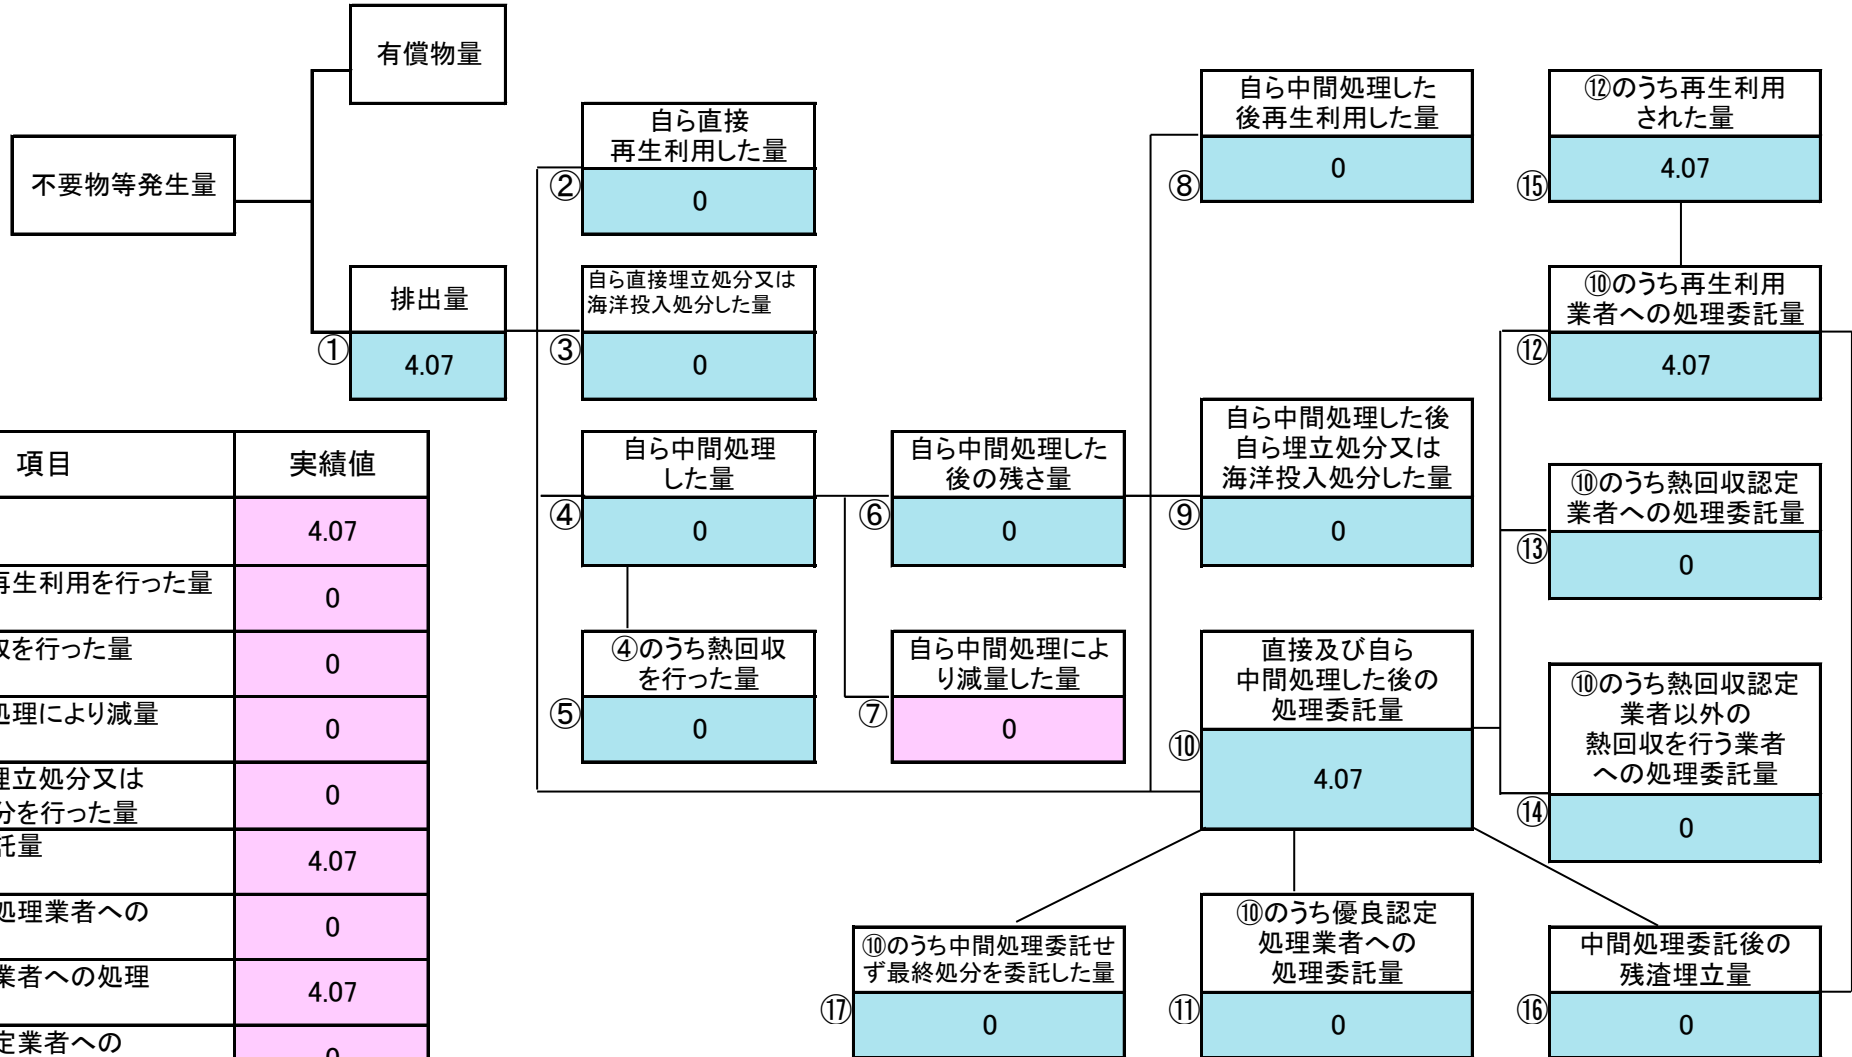 有償物量
不要物等発生量
排出量
①
4.07
自ら直接
再生利用した量
②
0
自ら直接埋立処分又は
海洋投入処分した量
③
0
自ら中間処理
した量
④
0
④のうち熱回収
を行った量
⑤
0
自ら中間処理した
後の残さ量
⑥
0
自ら中間処理によ
り減量した量
⑦
0
自ら中間処理した
後再生利用した量
⑧
0
自ら中間処理した後
自ら埋立処分又は
海洋投入処分した量
⑨
0
直接及び自ら
中間処理した後の
処理委託量
⑩
4.07
⑫のうち再生利用
された量
⑮
4.07
⑩のうち再生利用
業者への処理委託量
⑫
4.07
⑩のうち熱回収認定
業者への処理委託量
⑬
0
⑩のうち熱回収認定
業者以外の
熱回収を行う業者
への処理委託量
⑭
0
⑩のうち中間処理委託せ
ず最終処分を委託した量
⑰
0
⑩のうち優良認定
処理業者への
処理委託量
⑪
0
中間処理委託後の
残渣埋立量
⑯
0
項目
実績値
4.07
再生利用を行った量
0
を行った量
0
処理により減量
0
埋立処分又は
分を行った量
0
託量
4.07
処理業者への
0
業者への処理
4.07
定業者への
0